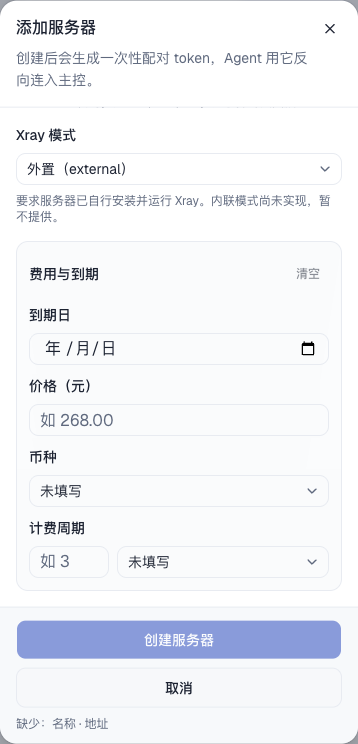 添加服务器
创建后会生成一次性配对 token，Agent 用它反
向连入主控。
Xray 模式
外置（external）
要求服务器已自行安装并运行 Xray。内联模式尚未实现，暂
不提供。
费用与到期
清空
到期日
年 /月/日
价格（元）
如 268.00
币种
未填写
计费周期
如 3
未填写
创建服务器
取消
缺少：名称 · 地址